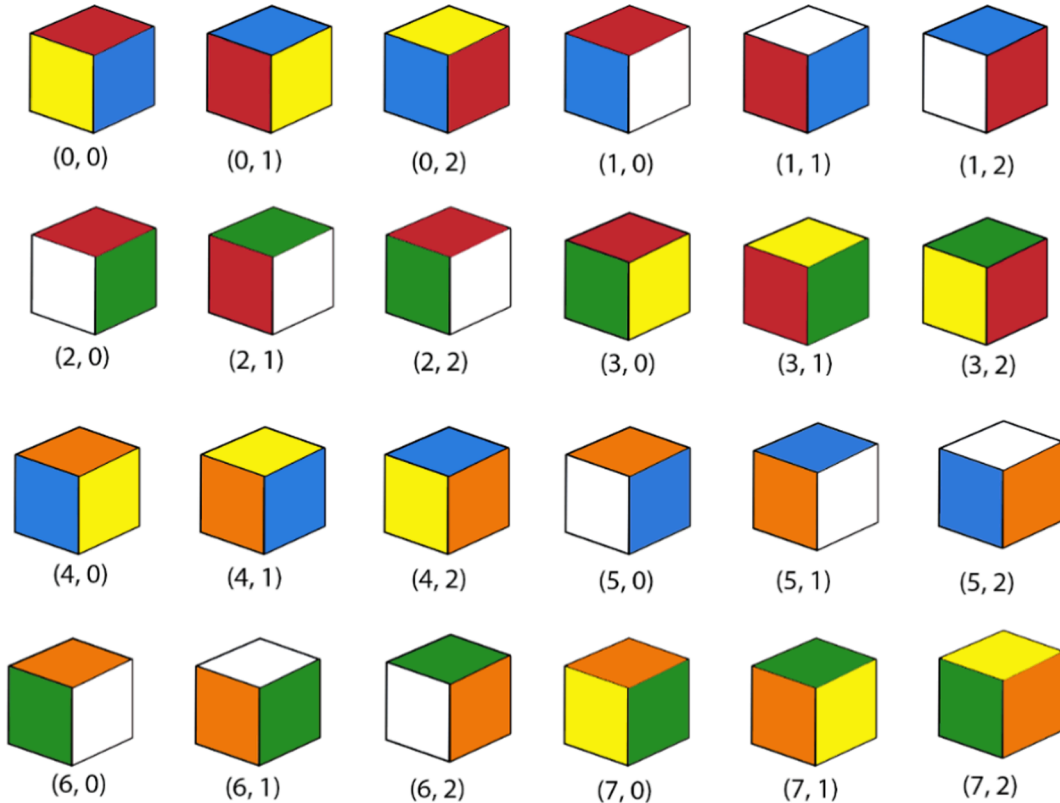 (0, 0) (0, 1) (0, 2) (1, 0) (1, 1) (1, 2)
(2, 0) (2, 1) (2, 2) (3, 0) (3, 1) (3, 2)
(4, 0) (4, 1) (4, 2) (5, 0) (5, 1) (5, 2)
(6, 0) (6, 1) (6, 2) (7, 0) (7, 1) (7, 2)